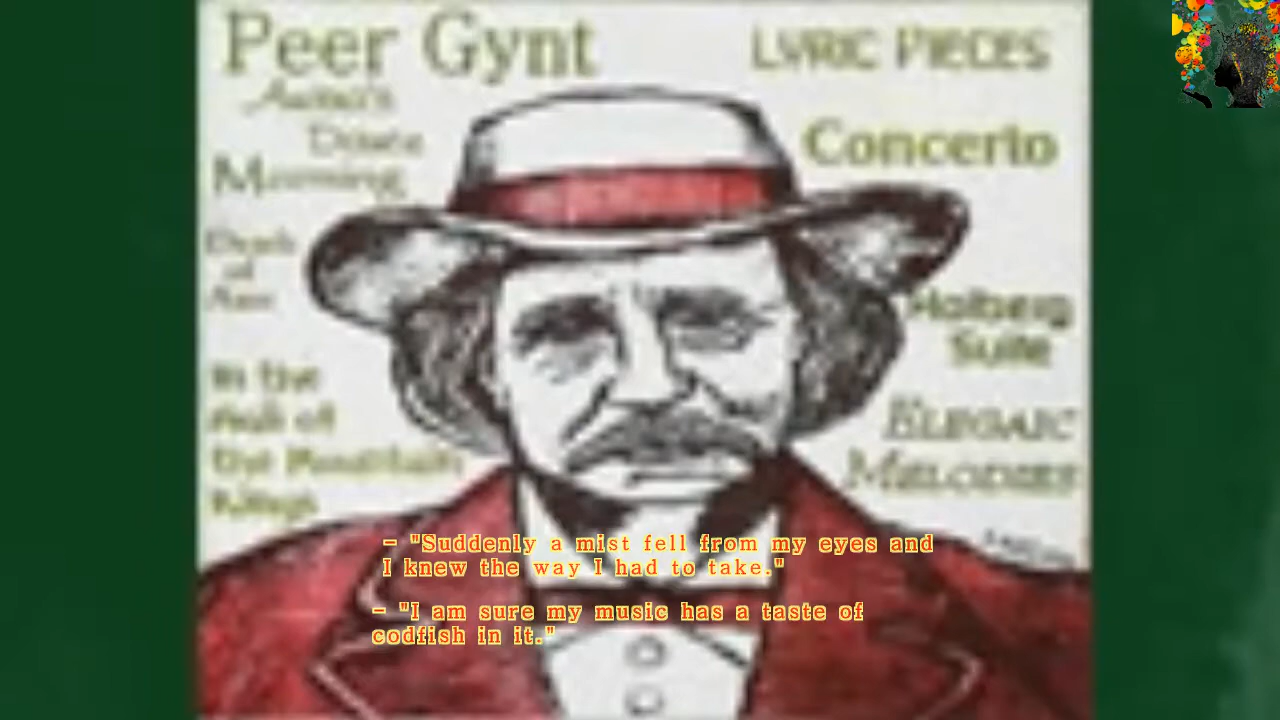 Peer Gynt
LYRIC PIECES
Anitra's
Dance
Concerto
Morning
Death
of
Ase
Holberg
Suite
In the
Hall of
the Mountain
Kings
ELEGAIC
MELODIES
- "Suddenly a mist fell from my eyes and
I knew the way I had to take."
- "I am sure my music has a taste of
codfish in it."